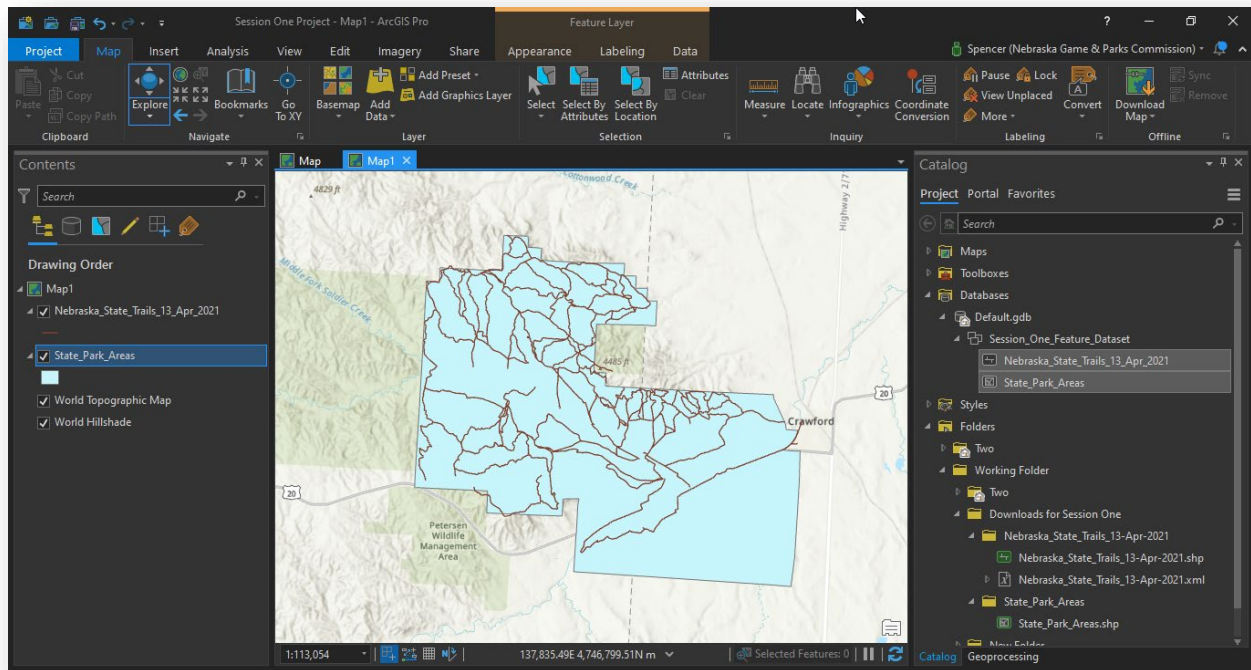 Session One Project - Map1 - ArcGIS Pro
Feature Layer
?
Project Map Insert Analysis View Edit Imagery Share Appearance Labeling Data
Spencer (Nebraska Game & Parks Commission)
Paste
Cut
Copy
Copy Path
Clipboard
Explore
Bookmarks
Go To XY
Navigate
Basemap
Add Data
Add Preset
Add Graphics Layer
Layer
Select
Select By Attributes
Select By Location
Attributes
Clear
Selection
Measure
Locate
Infographics
Coordinate Conversion
Inquiry
Pause
Lock
View Unplaced
More
Convert
Labeling
Download Map
Sync
Remove
Offline
Contents
Search
Drawing Order
Map1
Nebraska_State_Trails_13_Apr_2021
State_Park_Areas
World Topographic Map
World Hillshade
Map
Map1
4829 ft
Cottonwood Creek
Highway 2/7
Middle Fork Soldier Creek
4485 ft
20
Crawford
20
Petersen
Wildlife
Management
Area
1:113,054
137,835.49E 4,746,799.51N m
Selected Features: 0
Catalog
Project Portal Favorites
Search
Maps
Toolboxes
Databases
Default.gdb
Session_One_Feature_Dataset
Nebraska_State_Trails_13_Apr_2021
State_Park_Areas
Styles
Folders
Two
Working Folder
Two
Downloads for Session One
Nebraska_State_Trails_13-Apr-2021
Nebraska_State_Trails_13-Apr-2021.shp
Nebraska_State_Trails_13-Apr-2021.xml
State_Park_Areas
State_Park_Areas.shp
New Folder
Catalog Geoprocessing